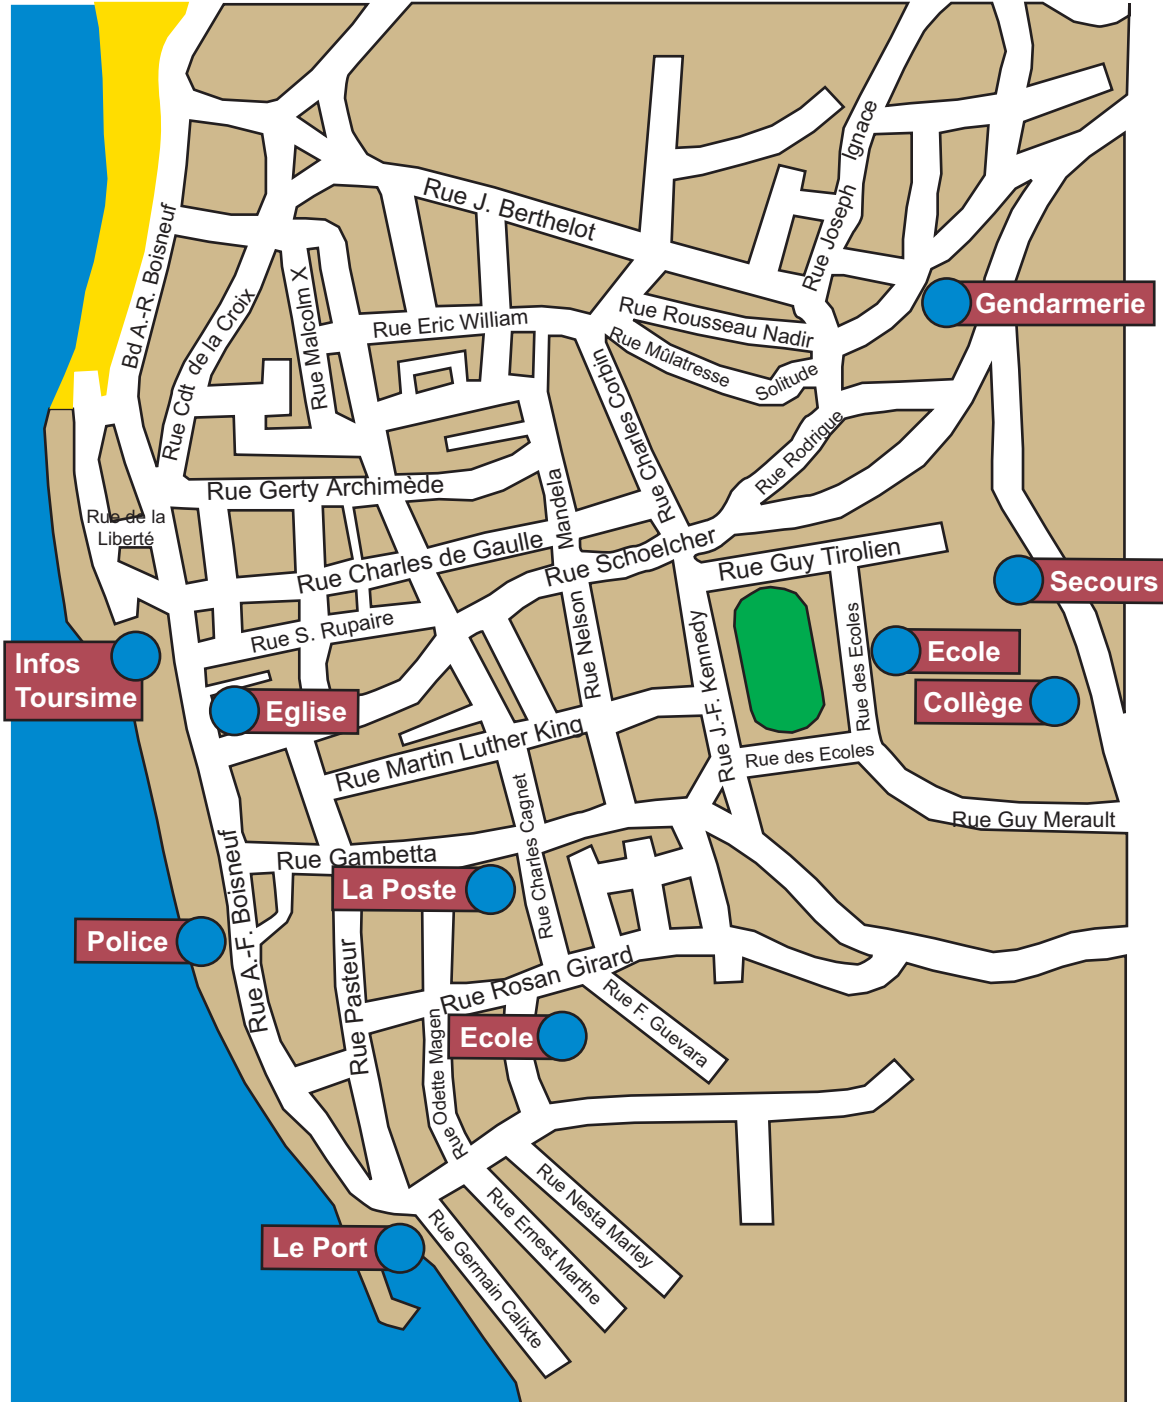 Rue J. Berthelot
Rue Joseph Ignace
Bd A.-R. Boisneuf
Rue Cdt de la Croix
Rue Malcolm X
Rue Eric William
Rue Rousseau Nadir
Rue Mûlatresse Solitude
Gendarmerie
Rue Charles Corbin
Rue Rodrigue
Rue Gerty Archimède
Rue de la
Liberté
Rue Charles de Gaulle
Rue Nelson Mandela
Rue Schoelcher
Rue Guy Tirolien
Secours
Rue S. Rupaire
Infos
Toursime
Eglise
Rue J.-F. Kennedy
Rue des Ecoles
Ecole
Collège
Rue Martin Luther King
Rue des Ecoles
Rue Guy Merault
Rue Charles Cagnet
Rue Gambetta
La Poste
Rue A.-F. Boisneuf
Police
Rue Pasteur
Rue Rosan Girard
Rue F. Guevara
Ecole
Rue Odette Magen
Rue Nesta Marley
Rue Ernest Marthe
Rue Germain Calixte
Le Port